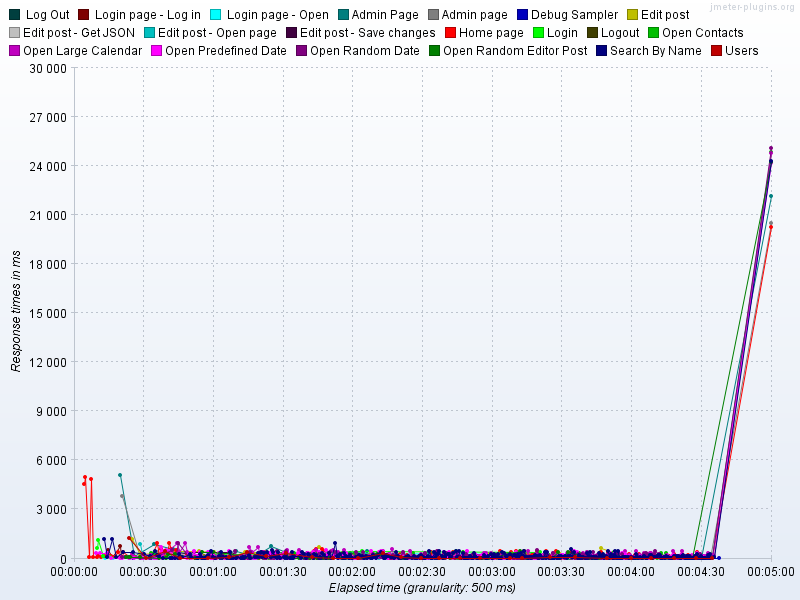 jmeter-plugins.org
Log Out Login page - Log in Login page - Open Admin Page Admin page Debug Sampler Edit post
Edit post - Get JSON Edit post - Open page Edit post - Save changes Home page Login Logout Open Contacts
Open Large Calendar Open Predefined Date Open Random Date Open Random Editor Post Search By Name Users
30 000
27 000
24 000
21 000
18 000
15 000
12 000
9 000
6 000
3 000
0
Response times in ms
00:00:00 00:00:30 00:01:00 00:01:30 00:02:00 00:02:30 00:03:00 00:03:30 00:04:00 00:04:30 00:05:00
Elapsed time (granularity: 500 ms)